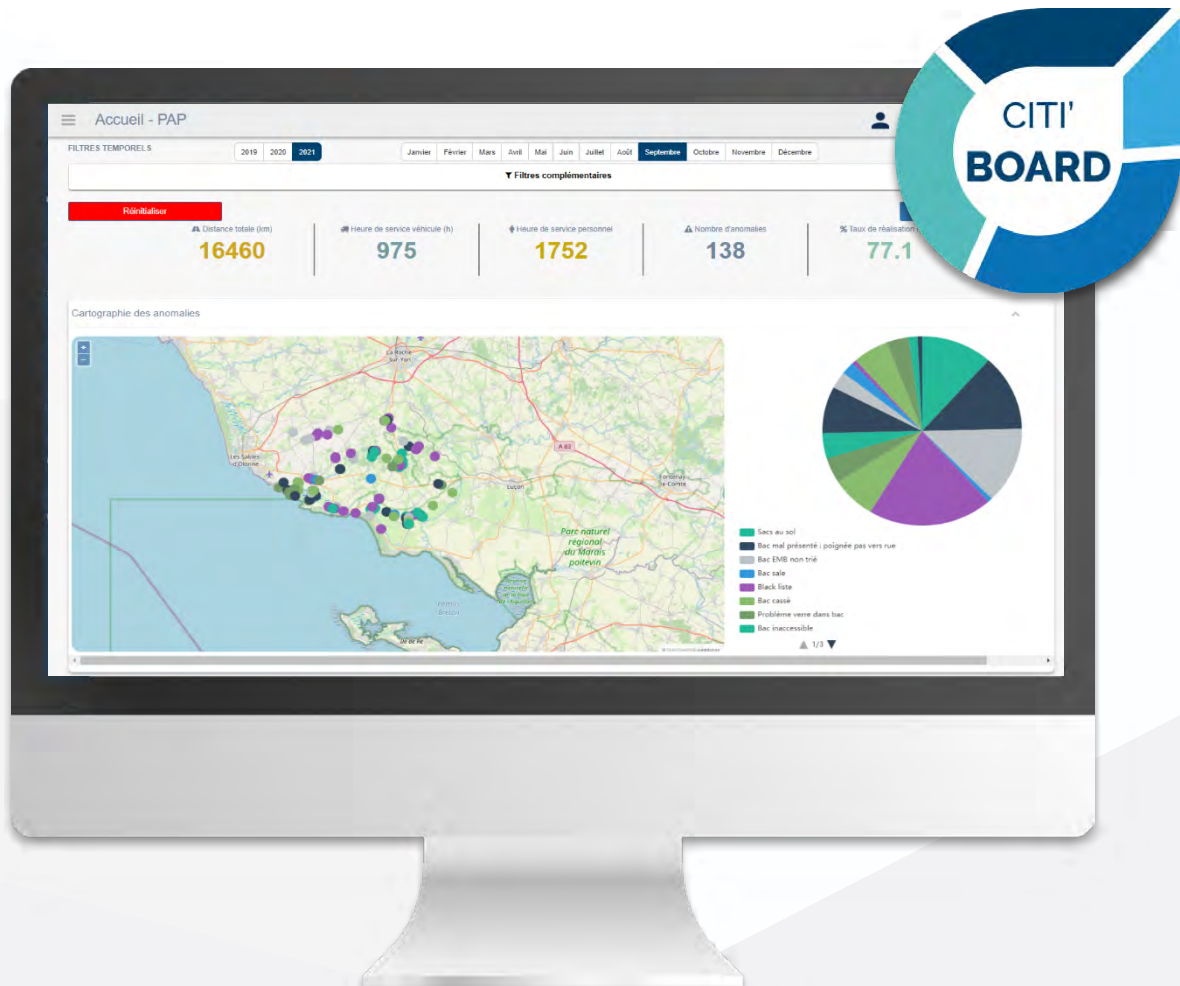 CITI'
BOARD
Accueil - PAP
FILTRES TEMPORELS
2019 2020 2021
Janvier Février Mars Avril Mai Juin Juillet Août Septembre Octobre Novembre Décembre
Filtres complémentaires
Réinitialiser
Distance totale (km)
16460
Heure de service véhicule (h)
975
Heure de service personnel
1752
Nombre d'anomalies
138
% Taux de réalisation
77.1
Cartographie des anomalies
+
−
La Roche
-sur-Yon
Les Sables
d'Olonne
A 83
Luçon
Fontenay-
le-Comte
Parc naturel
régional
du Marais
poitevin
Île de Ré
Sacs au sol
Bac mal présenté : poignée pas vers rue
Bac EMB non trié
Bac sale
Black liste
Bac cassé
Problème verre dans bac
Bac inaccessible
1/3